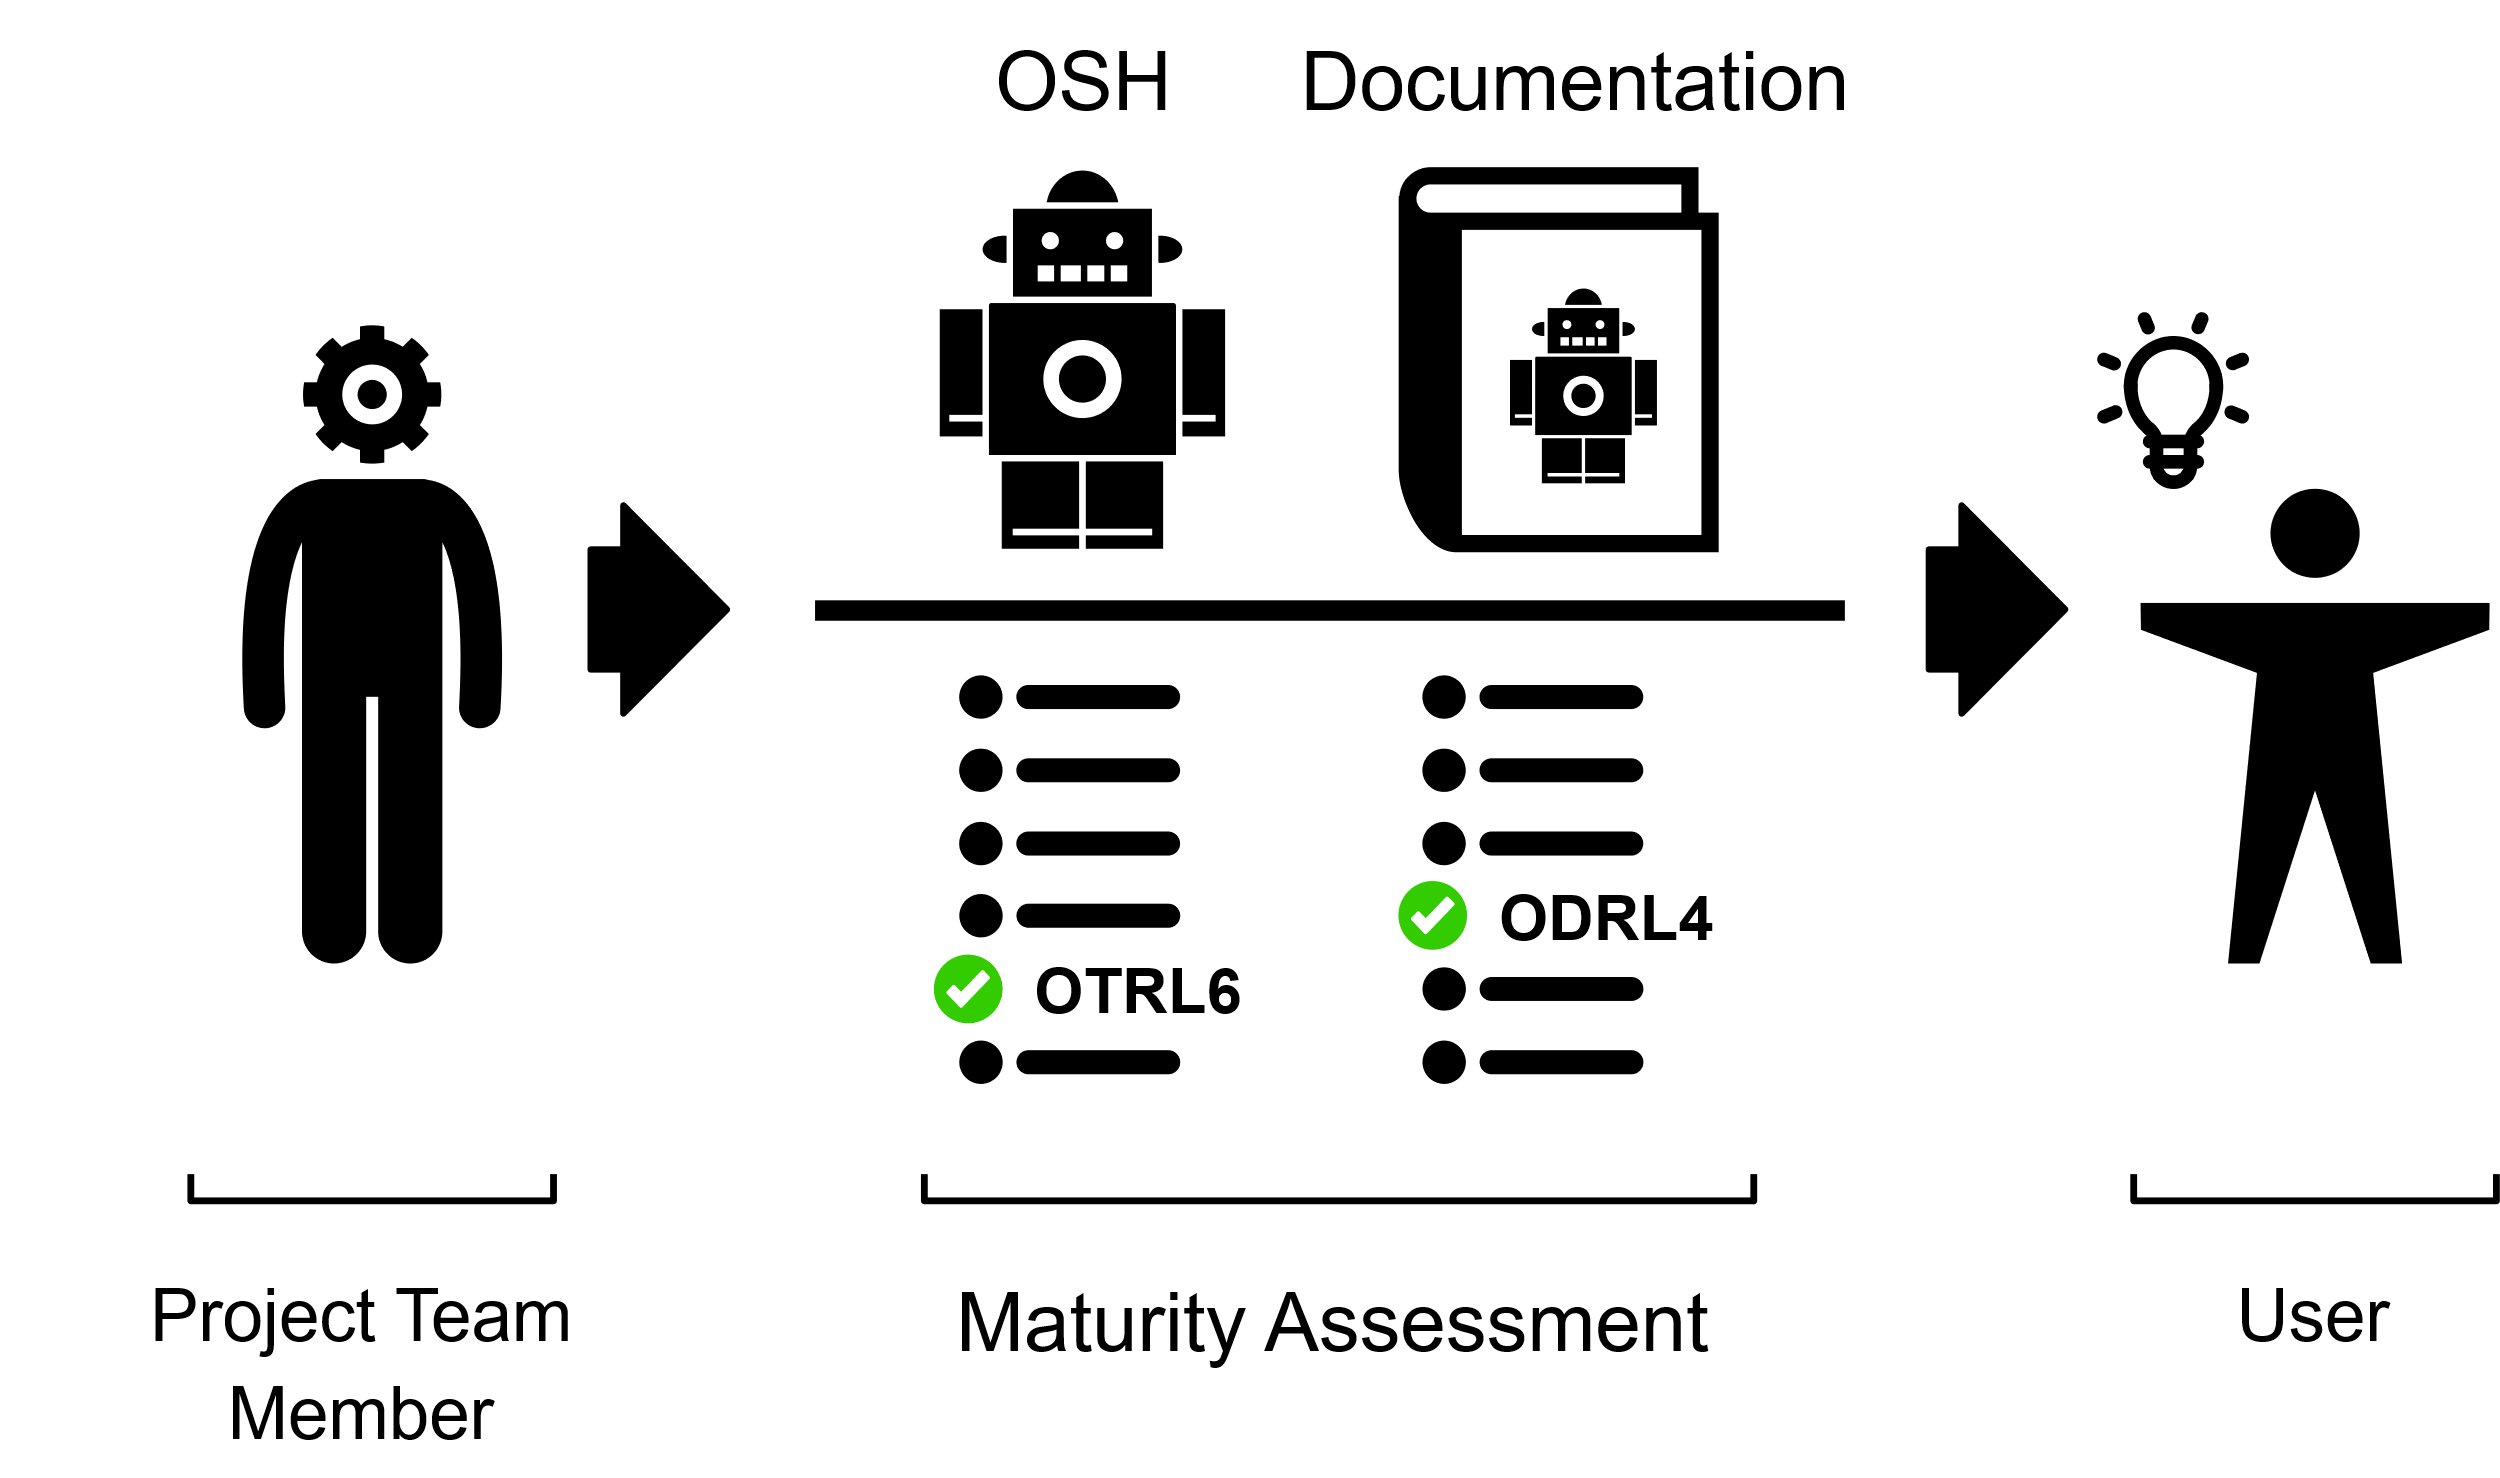 OSH
Documentation
ODRL4
OTRL6
Project Team
Member
Maturity Assessment
User